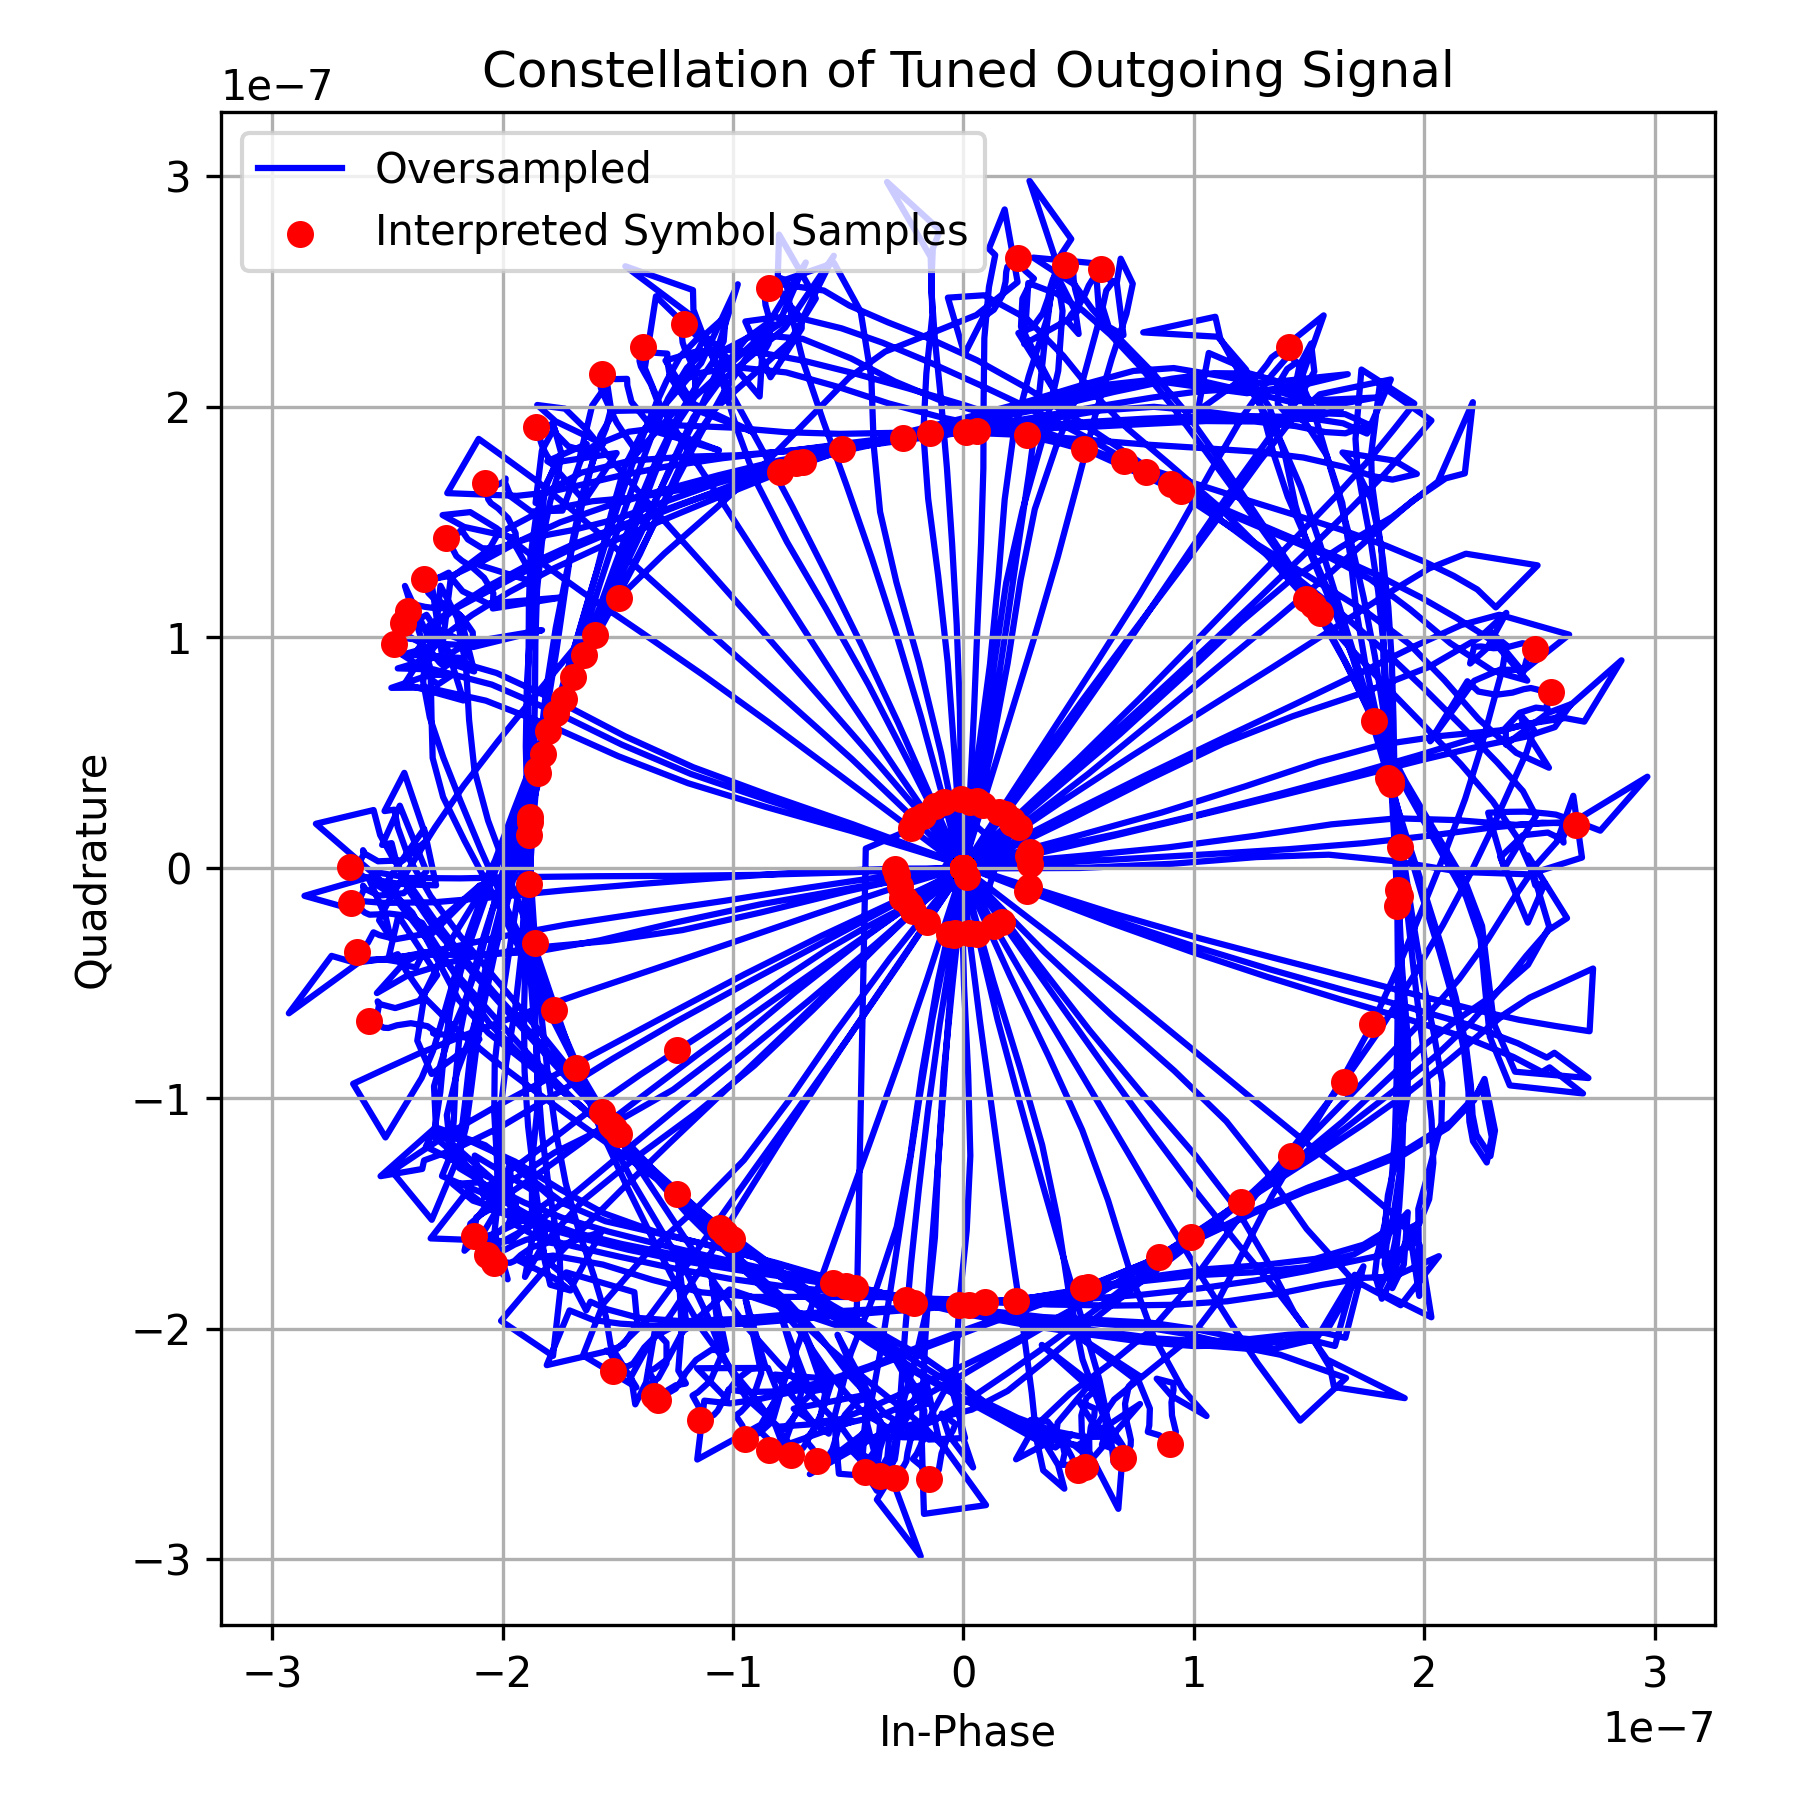 Constellation of Tuned Outgoing Signal
1e−7
Oversampled
Interpreted Symbol Samples
3
2
1
0
−1
−2
−3
Quadrature
−3 −2 −1 0 1 2 3
In-Phase
1e−7